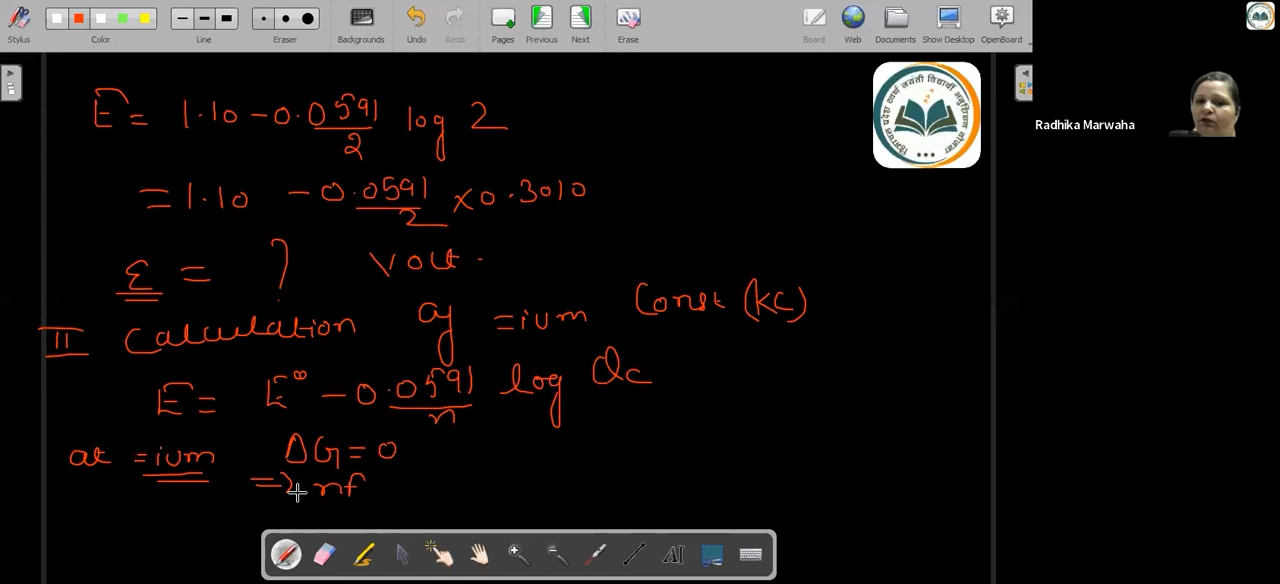 Stylus Color Line Eraser Backgrounds Undo Redo Pages Previous Next Erase Board Web Documents Show Desktop OpenBoard
E = 1.10 - 0.0591/2 log 2
= 1.10 - 0.0591/2 × 0.3010
ε = ? Volt.
II Calculation of =ium Const (Kc)
E = E° - 0.0591/n log Qc
at =ium ΔG = 0
=> nf
Radhika Marwaha